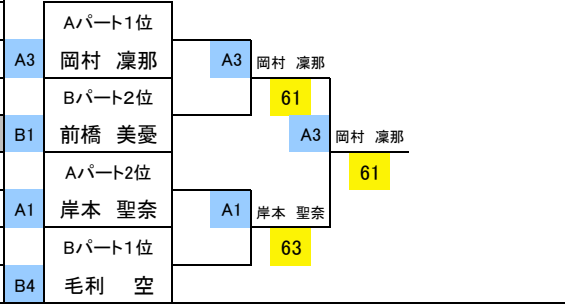 Aパート1位
A3 岡村 凜那 A3 岡村 凜那
Bパート2位 61
B1 前橋 美憂 A3 岡村 凜那
Aパート2位 61
A1 岸本 聖奈 A1 岸本 聖奈
Bパート1位 63
B4 毛利 空